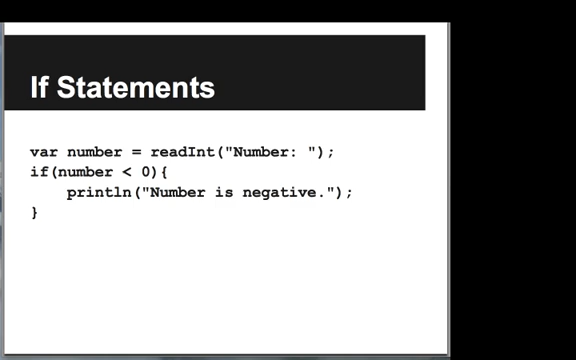 If Statements
var number = readInt("Number: ");
if(number < 0){
    println("Number is negative.");
}